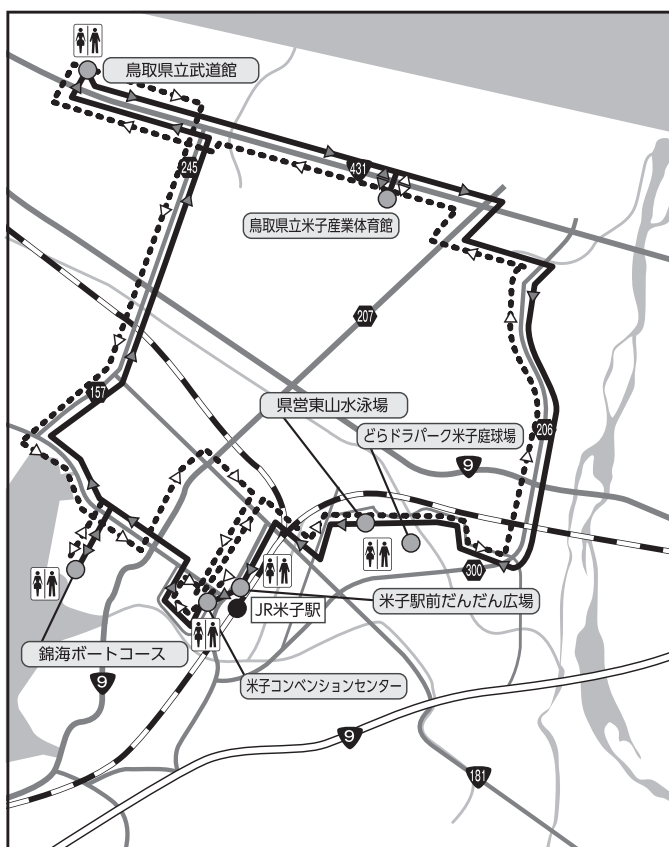 鳥取県立武道館
245
431
鳥取県立米子産業体育館
207
157
県営東山水泳場
どらドラパーク米子庭球場
206
9
300
JR米子駅
米子駅前だんだん広場
錦海ボートコース
米子コンベンションセンター
9
9
181